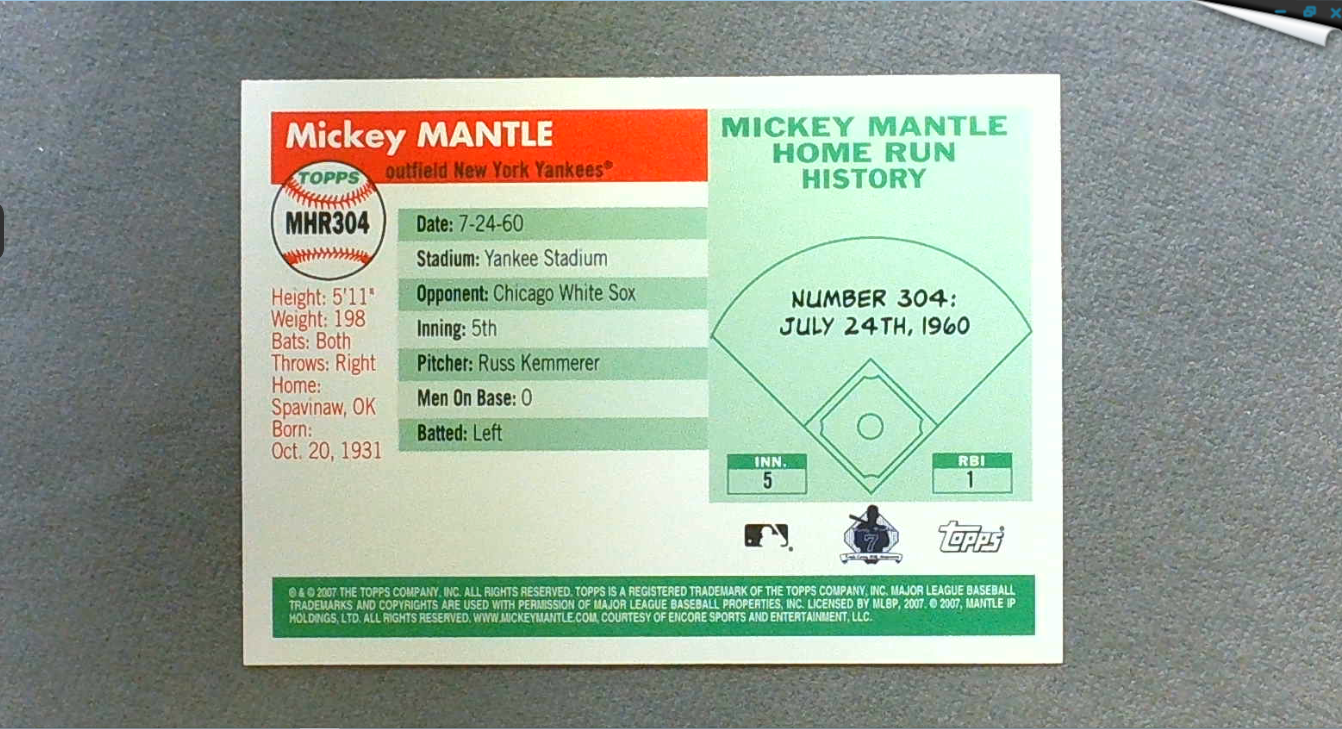 Mickey MANTLE
outfield New York Yankees®
TOPPS
MHR304
Height: 5'11"
Weight: 198
Bats: Both
Throws: Right
Home:
Spavinaw, OK
Born:
Oct. 20, 1931
Date: 7-24-60
Stadium: Yankee Stadium
Opponent: Chicago White Sox
Inning: 5th
Pitcher: Russ Kemmerer
Men On Base: 0
Batted: Left
MICKEY MANTLE
HOME RUN
HISTORY
NUMBER 304:
JULY 24TH, 1960
INN.
5
RBI
1
7
Topps®
® & © 2007 THE TOPPS COMPANY, INC. ALL RIGHTS RESERVED. TOPPS IS A REGISTERED TRADEMARK OF THE TOPPS COMPANY, INC. MAJOR LEAGUE BASEBALL
TRADEMARKS AND COPYRIGHTS ARE USED WITH PERMISSION OF MAJOR LEAGUE BASEBALL PROPERTIES, INC. LICENSED BY MLBP, 2007. © 2007, MANTLE IP
HOLDINGS, LTD. ALL RIGHTS RESERVED. WWW.MICKEYMANTLE.COM, COURTESY OF ENCORE SPORTS AND ENTERTAINMENT, LLC.